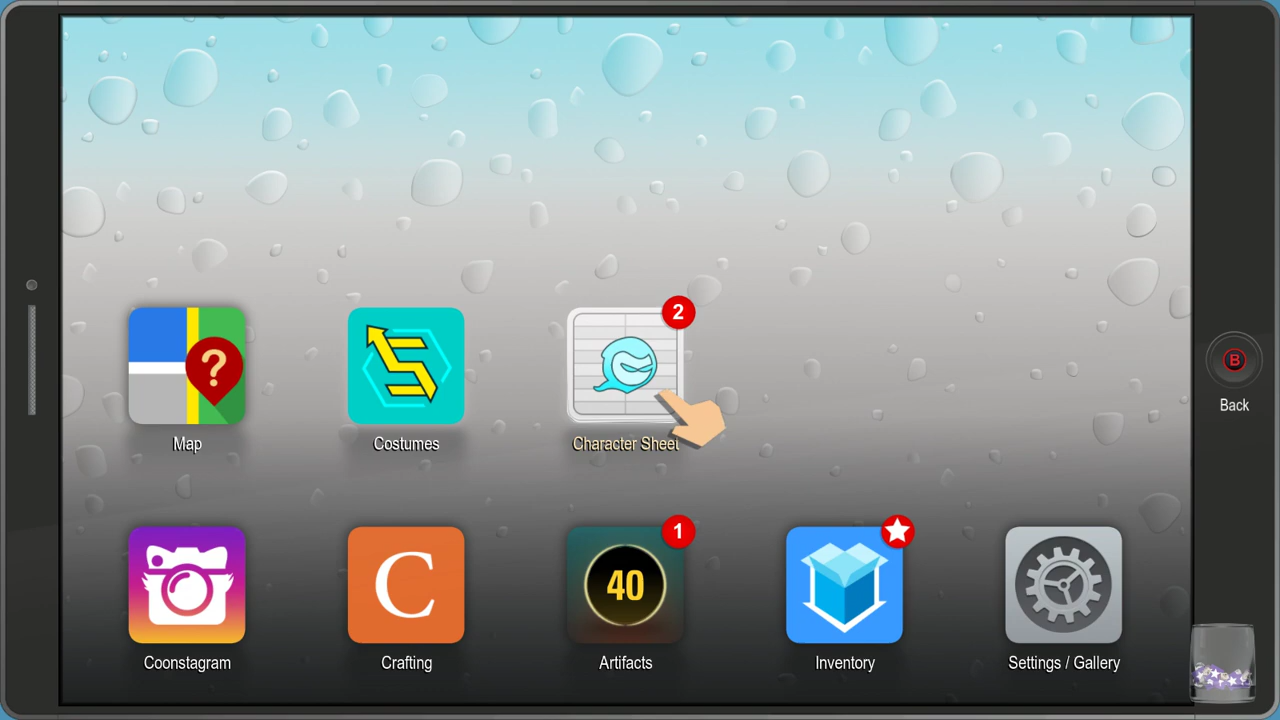 2
?
Map
Costumes
Character Sheet
B
Back
C
1
40
Coonstagram
Crafting
Artifacts
Inventory
Settings / Gallery